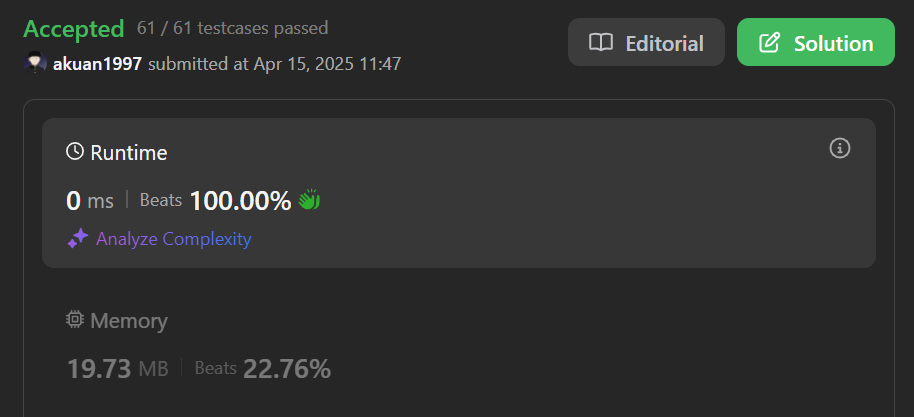 Accepted 61 / 61 testcases passed
akuan1997 submitted at Apr 15, 2025 11:47
Editorial
Solution
Runtime
0 ms Beats 100.00%
Analyze Complexity
Memory
19.73 MB Beats 22.76%